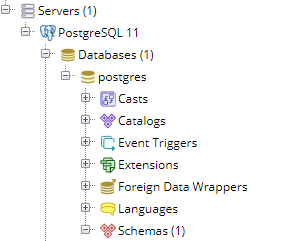 Servers (1)
PostgreSQL 11
Databases (1)
postgres
Casts
Catalogs
Event Triggers
Extensions
Foreign Data Wrappers
Languages
Schemas (1)